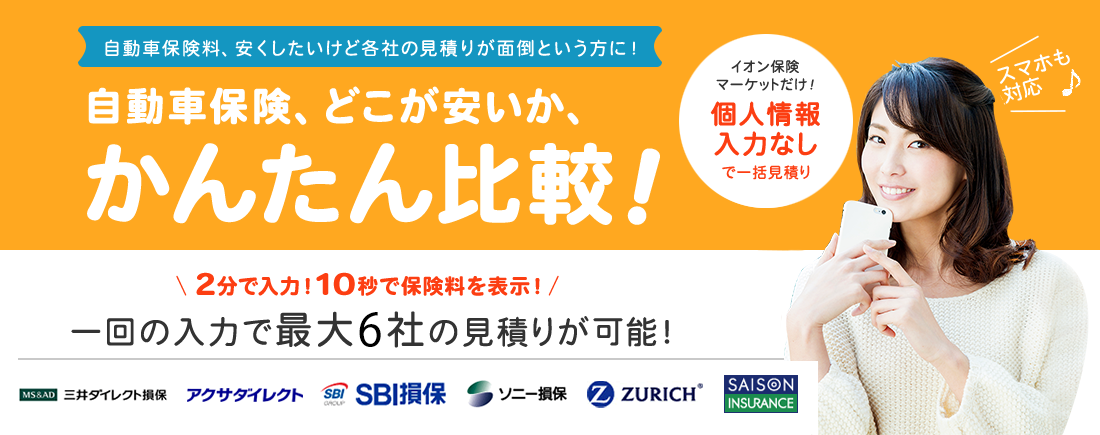 自動車保険料、安くしたいけど各社の見積りが面倒という方に！
自動車保険、どこが安いか、
かんたん比較！
イオン保険
マーケットだけ！
個人情報
入力なし
で一括見積り
スマホも
対応
2分で入力！10秒で保険料を表示！
一回の入力で最大6社の見積りが可能！
MS&AD 三井ダイレクト損保
アクサダイレクト
SBI GROUP SBI損保
ソニー損保
ZURICH®
SAISON
INSURANCE